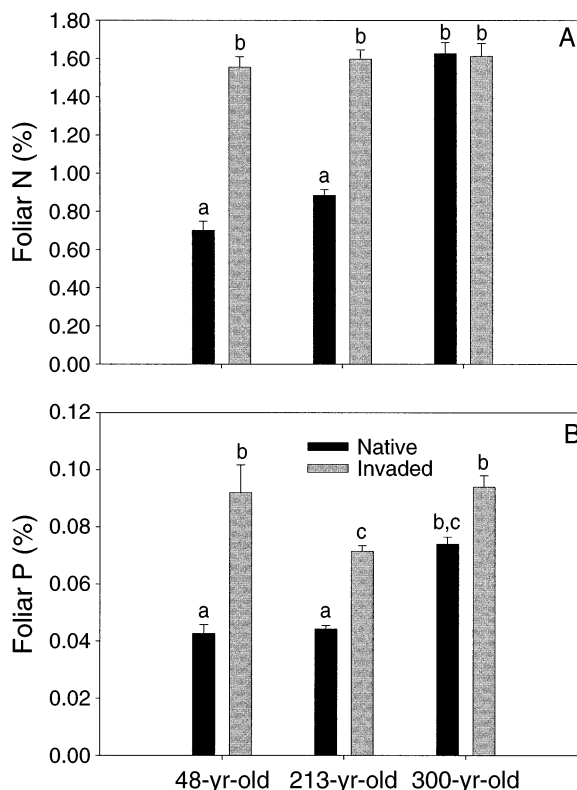 A
1.80
1.60
1.40
1.20
1.00
0.80
0.60
0.40
0.20
0.00
Foliar N (%)
a b a b b b
B
0.12
0.10
0.08
0.06
0.04
0.02
0.00
Foliar P (%)
Native
Invaded
a b a c b,c b
48-yr-old 213-yr-old 300-yr-old